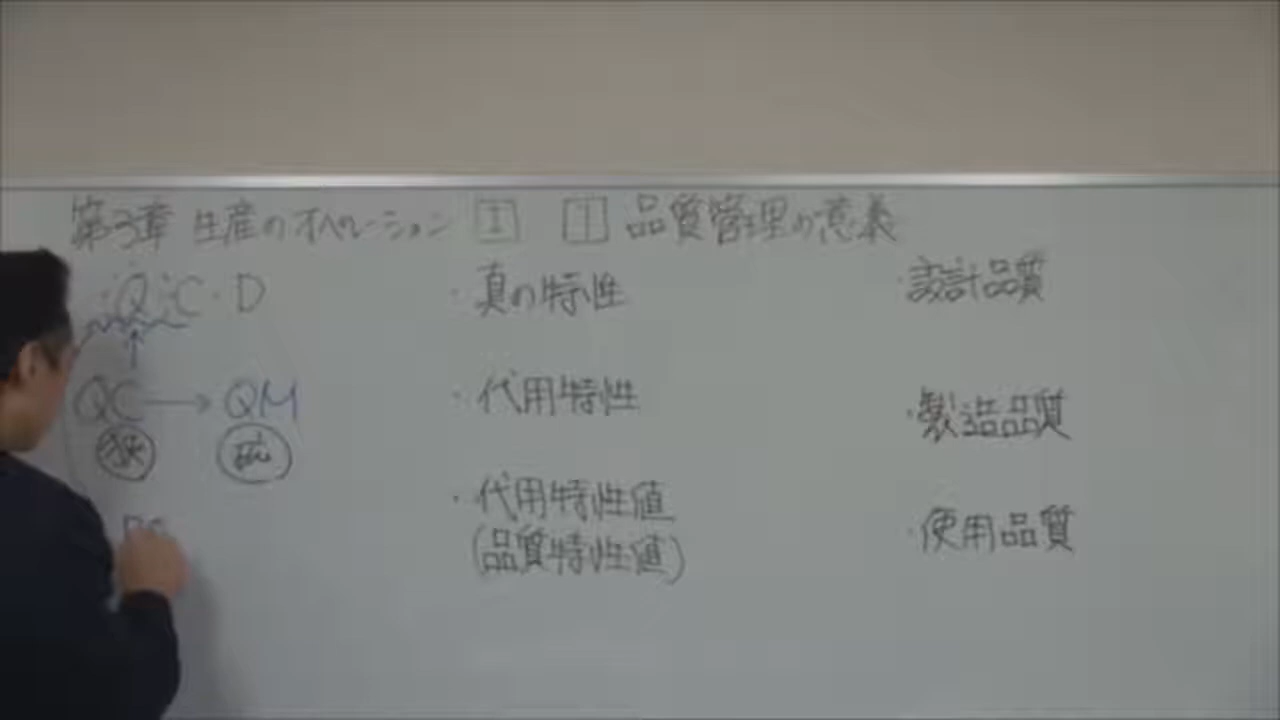 第3章 生産のオペレーション I 1 品質管理の意義
Q・C・D
QC → QM
狭 広
・真の特性
・代用特性
・代用特性値
(品質特性値)
・設計品質
・製造品質
・使用品質